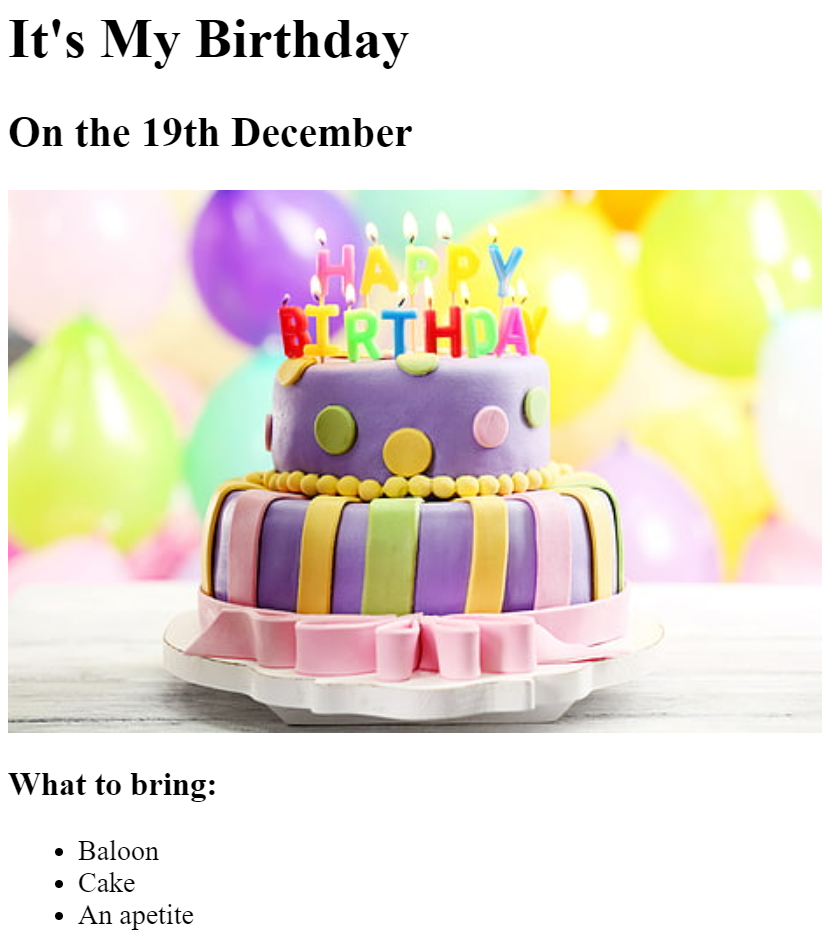 It's My Birthday
On the 19th December
HAPPY
BIRTHDAY
What to bring:
Baloon
Cake
An apetite